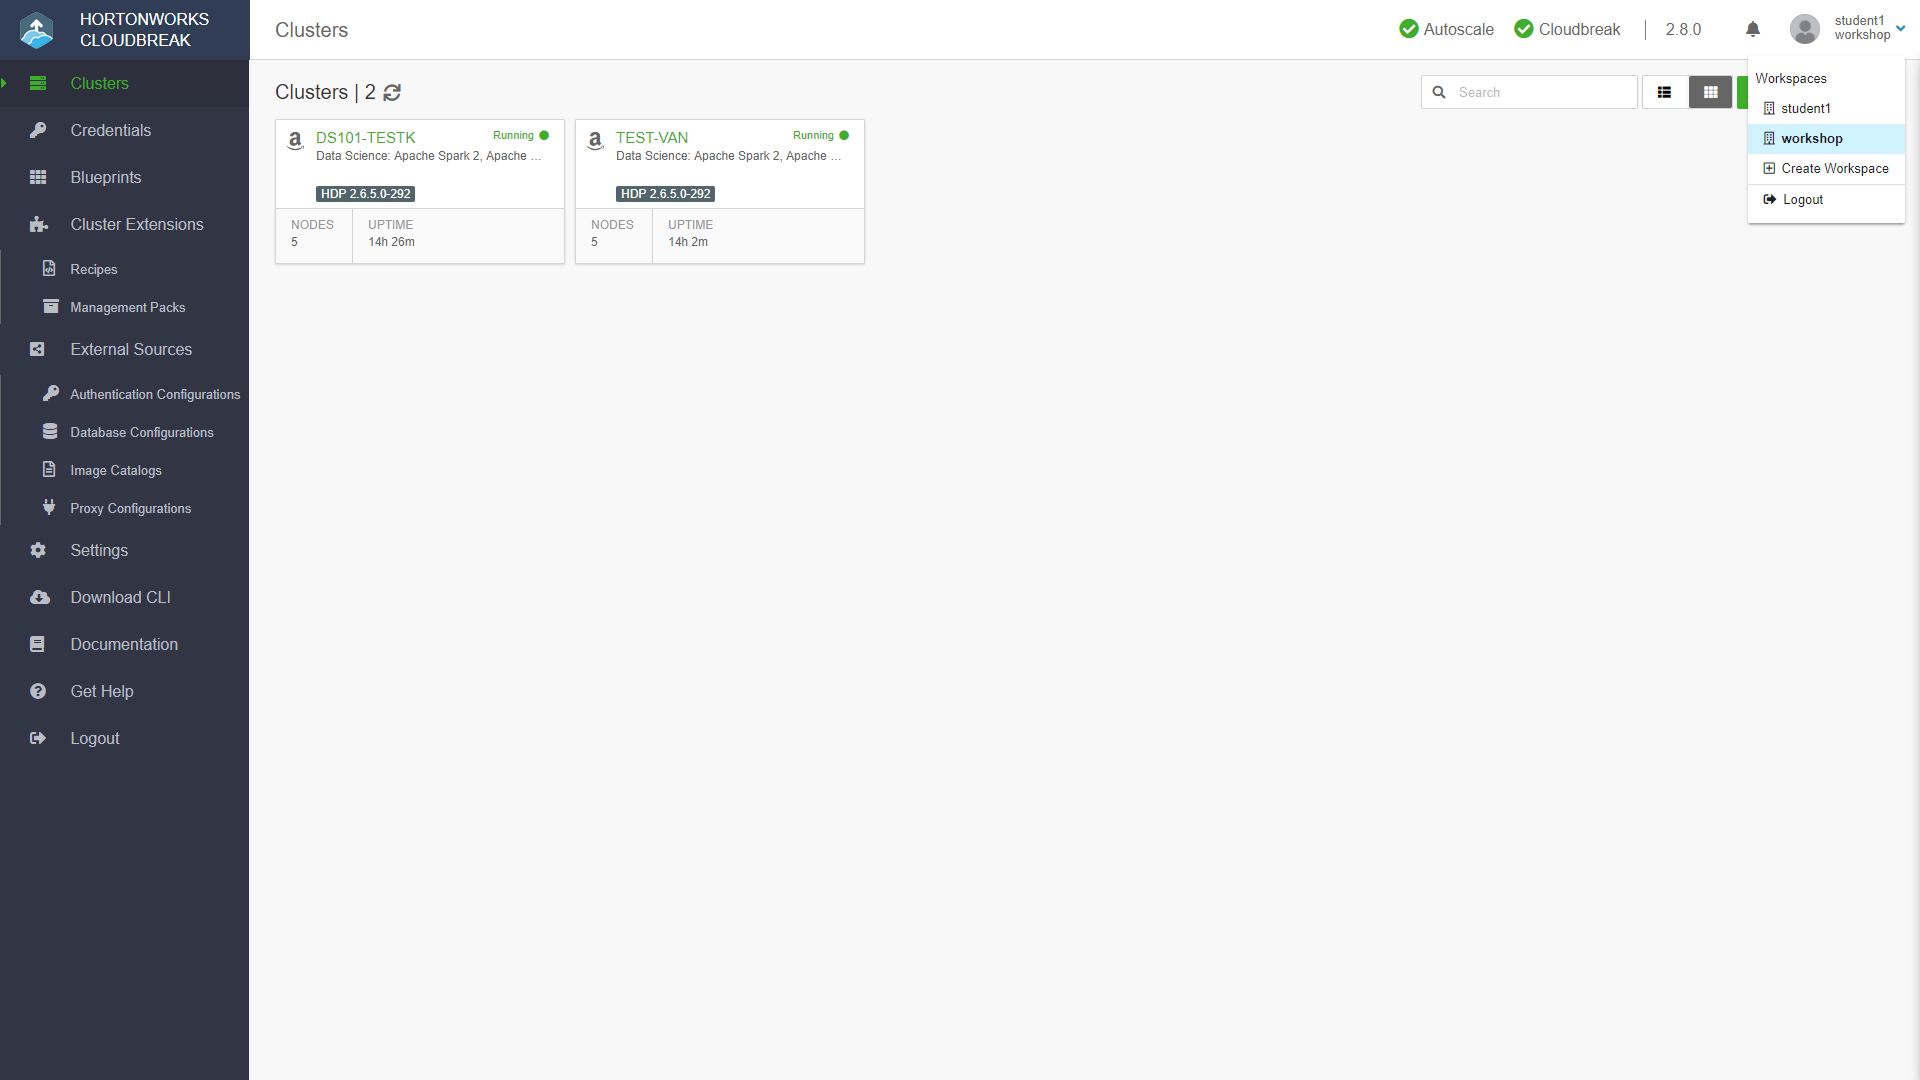 HORTONWORKS
CLOUDBREAK
Clusters
Autoscale
Cloudbreak
2.8.0
student1
workshop
Clusters
Credentials
Blueprints
Cluster Extensions
Recipes
Management Packs
External Sources
Authentication Configurations
Database Configurations
Image Catalogs
Proxy Configurations
Settings
Download CLI
Documentation
Get Help
Logout
Clusters | 2
Search
Workspaces
student1
workshop
Create Workspace
Logout
a DS101-TESTK Running
Data Science: Apache Spark 2, Apache ...
HDP 2.6.5.0-292
NODES UPTIME
5 14h 26m
a TEST-VAN Running
Data Science: Apache Spark 2, Apache ...
HDP 2.6.5.0-292
NODES UPTIME
5 14h 2m